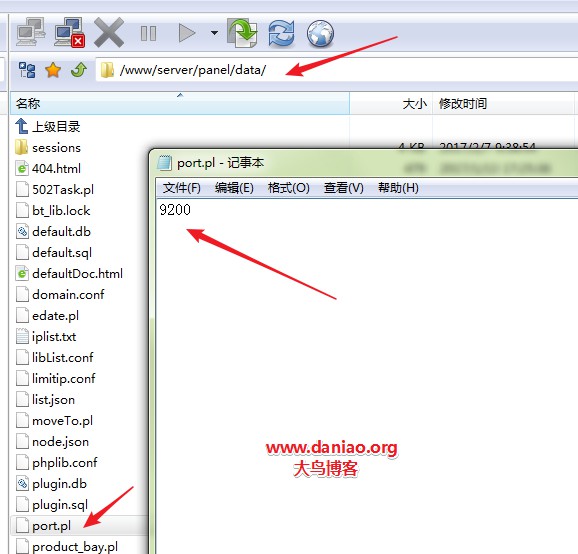 /www/server/panel/data/
名称 大小 修改时间
上级目录
sessions 4 KB 2017/2/7 9:38:54
404.html
502Task.pl
bt_lib.lock
default.db
default.sql
defaultDoc.html
domain.conf
edate.pl
iplist.txt
libList.conf
limitip.conf
list.json
moveTo.pl
node.json
phplib.conf
plugin.db
plugin.sql
port.pl
product_bay.pl
port.pl - 记事本
文件(F) 编辑(E) 格式(O) 查看(V) 帮助(H)
9200
www.daniao.org
大鸟博客